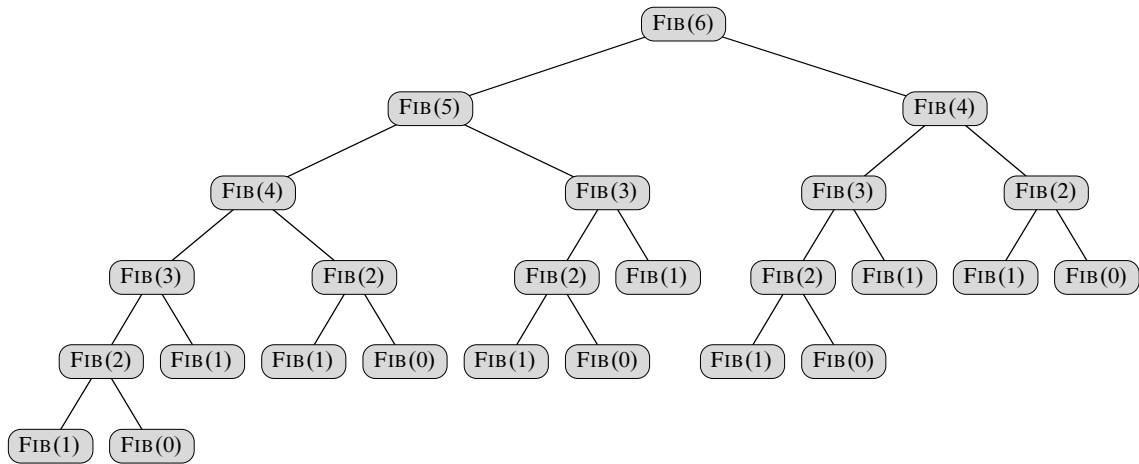 FIB(6)
FIB(5) FIB(4)
FIB(4) FIB(3) FIB(3) FIB(2)
FIB(3) FIB(2) FIB(2) FIB(1) FIB(2) FIB(1) FIB(1) FIB(0)
FIB(2) FIB(1) FIB(1) FIB(0) FIB(1) FIB(0) FIB(1) FIB(0)
FIB(1) FIB(0)